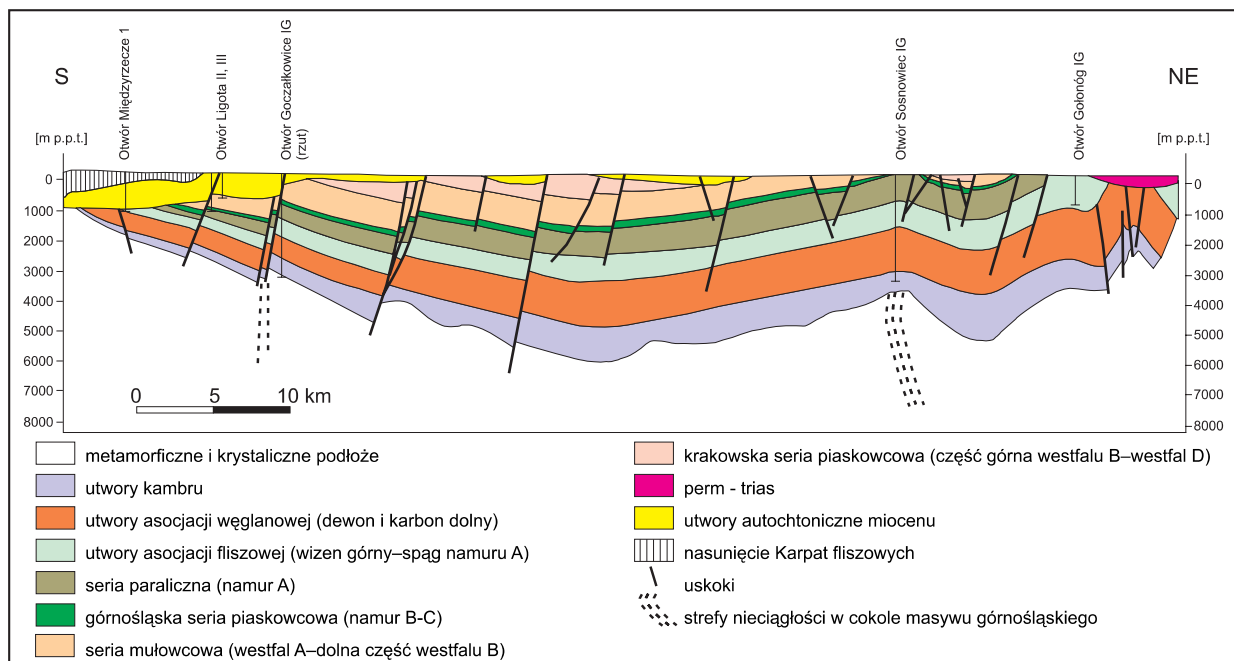 S
NE
Otwór Międzyrzecze 1
Otwór Ligota II, III
Otwór Goczałkowice IG
(rzut)
Otwór Sosnowiec IG
Otwór Gołonóg IG
[m p.p.t.]
[m p.p.t.]
0
1000
2000
3000
4000
5000
6000
7000
8000
0
1000
2000
3000
4000
5000
6000
7000
8000
0 5 10 km
metamorficzne i krystaliczne podłoże
utwory kambru
utwory asocjacji węglanowej (dewon i karbon dolny)
utwory asocjacji fliszowej (wizen górny–spąg namuru A)
seria paraliczna (namur A)
górnośląska seria piaskowcowa (namur B-C)
seria mułowcowa (westfal A–dolna część westfalu B)
krakowska seria piaskowcowa (część górna westfalu B–westfal D)
perm - trias
utwory autochtoniczne miocenu
nasunięcie Karpat fliszowych
uskoki
strefy nieciągłości w cokole masywu górnośląskiego